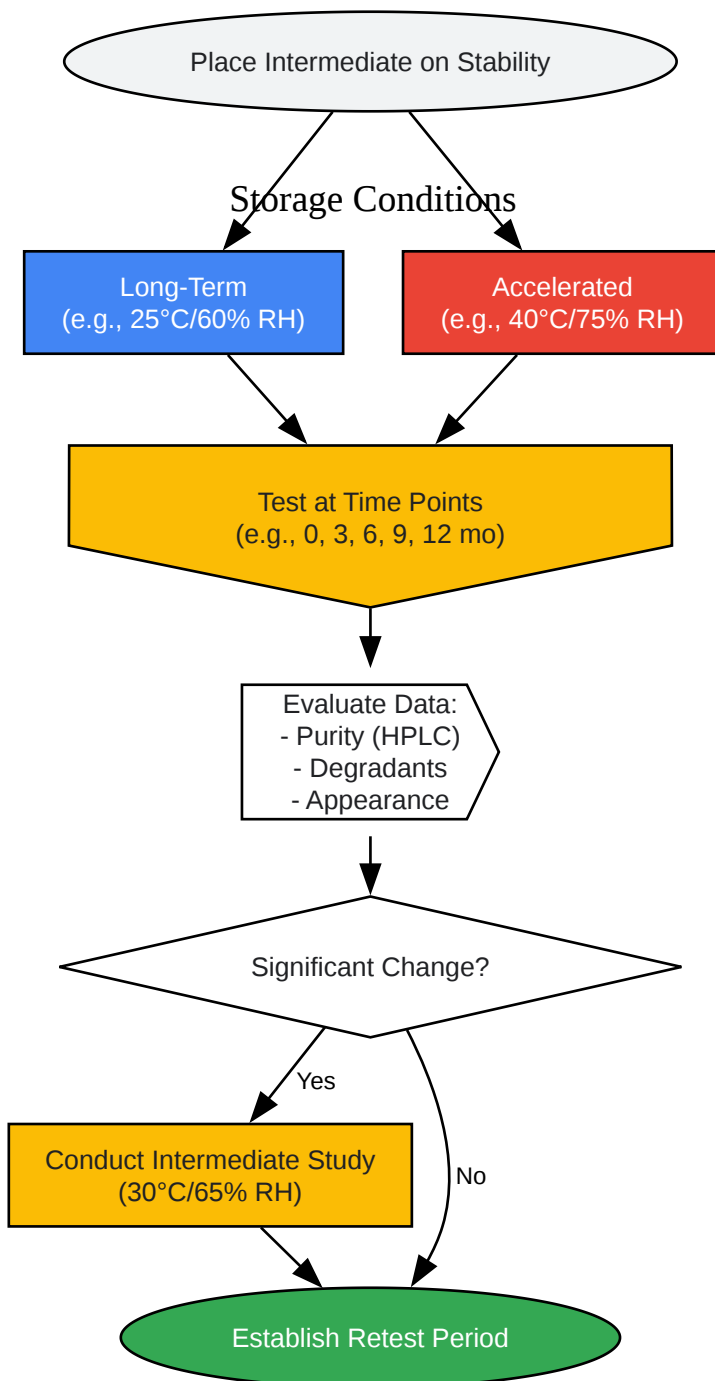 Place Intermediate on Stability
Storage Conditions
Long-Term
(e.g., 25°C/60% RH)
Accelerated
(e.g., 40°C/75% RH)
Test at Time Points
(e.g., 0, 3, 6, 9, 12 mo)
Evaluate Data:
- Purity (HPLC)
- Degradants
- Appearance
Significant Change?
Yes
No
Conduct Intermediate Study
(30°C/65% RH)
Establish Retest Period